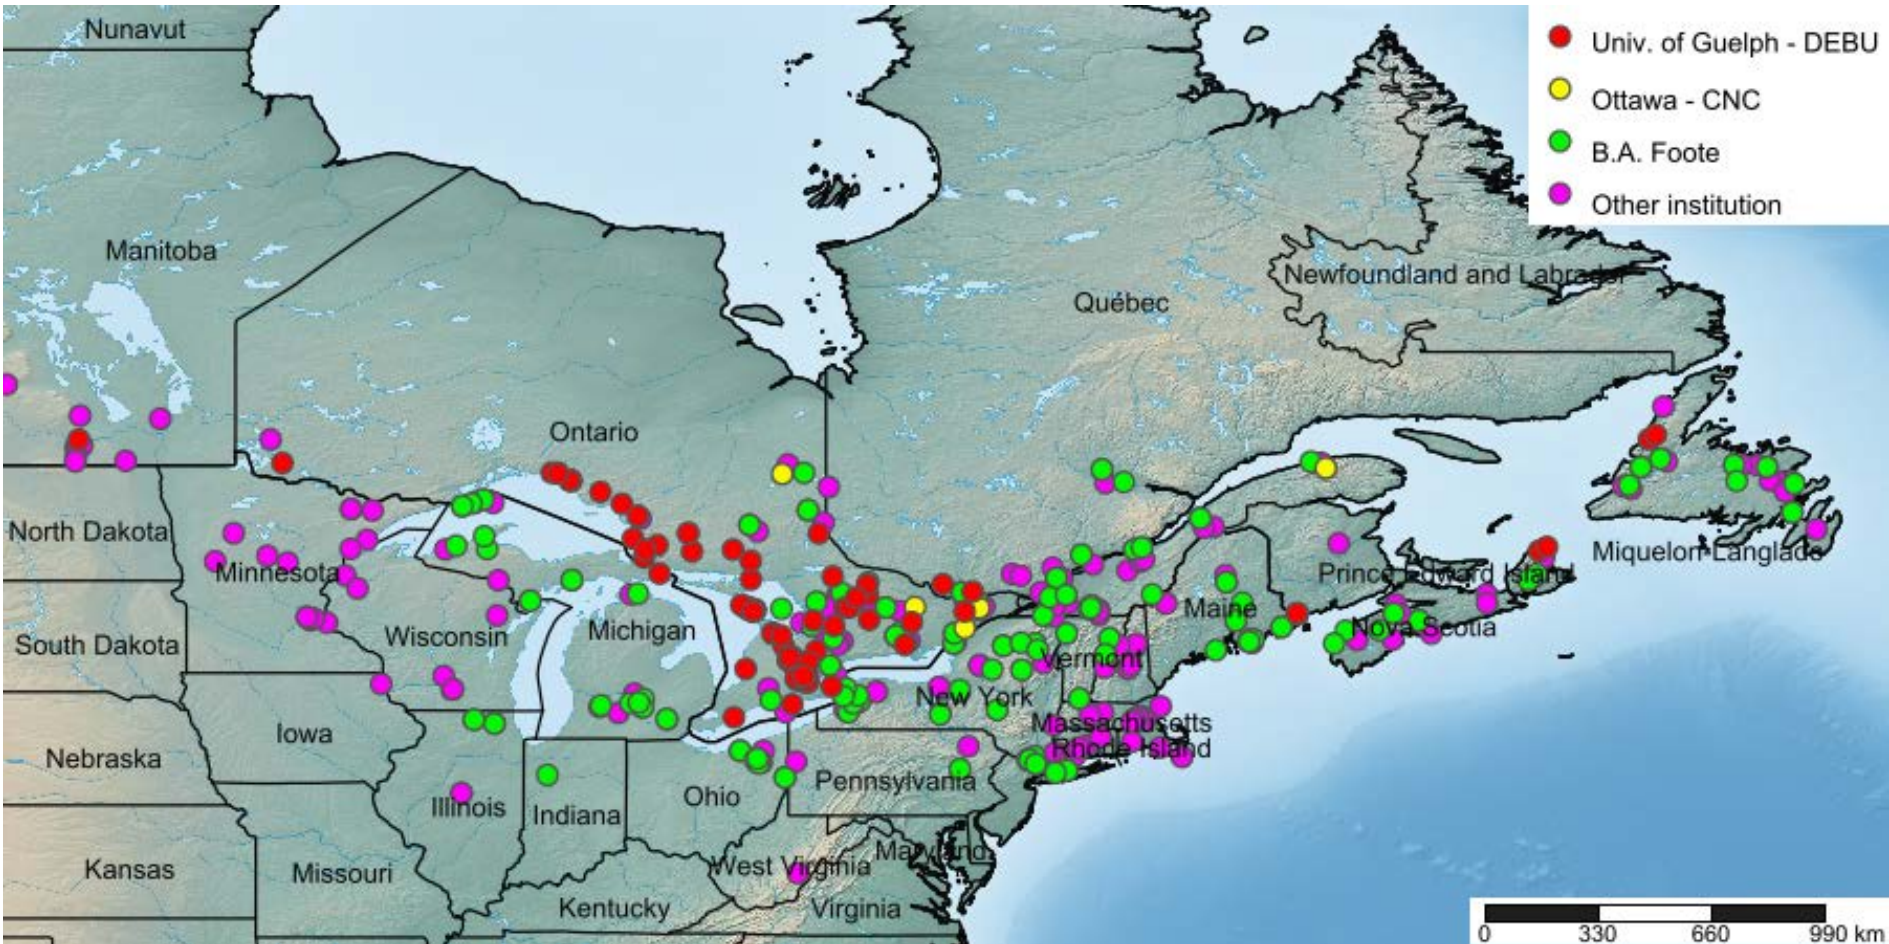 Nunavut
Univ. of Guelph - DEBU
Ottawa - CNC
B.A. Foote
Other institution
Manitoba
Newfoundland and Labrador
Québec
Ontario
North Dakota
Minnesota
Miquelon-Langlade
Prince Edward Island
Maine
South Dakota
Wisconsin
Michigan
Nova Scotia
Vermont
New York
Massachusetts
Iowa
Rhode Island
Nebraska
Pennsylvania
Ohio
Illinois
Indiana
Kansas
Missouri
West Virginia
Maryland
Kentucky
Virginia
0 330 660 990 km